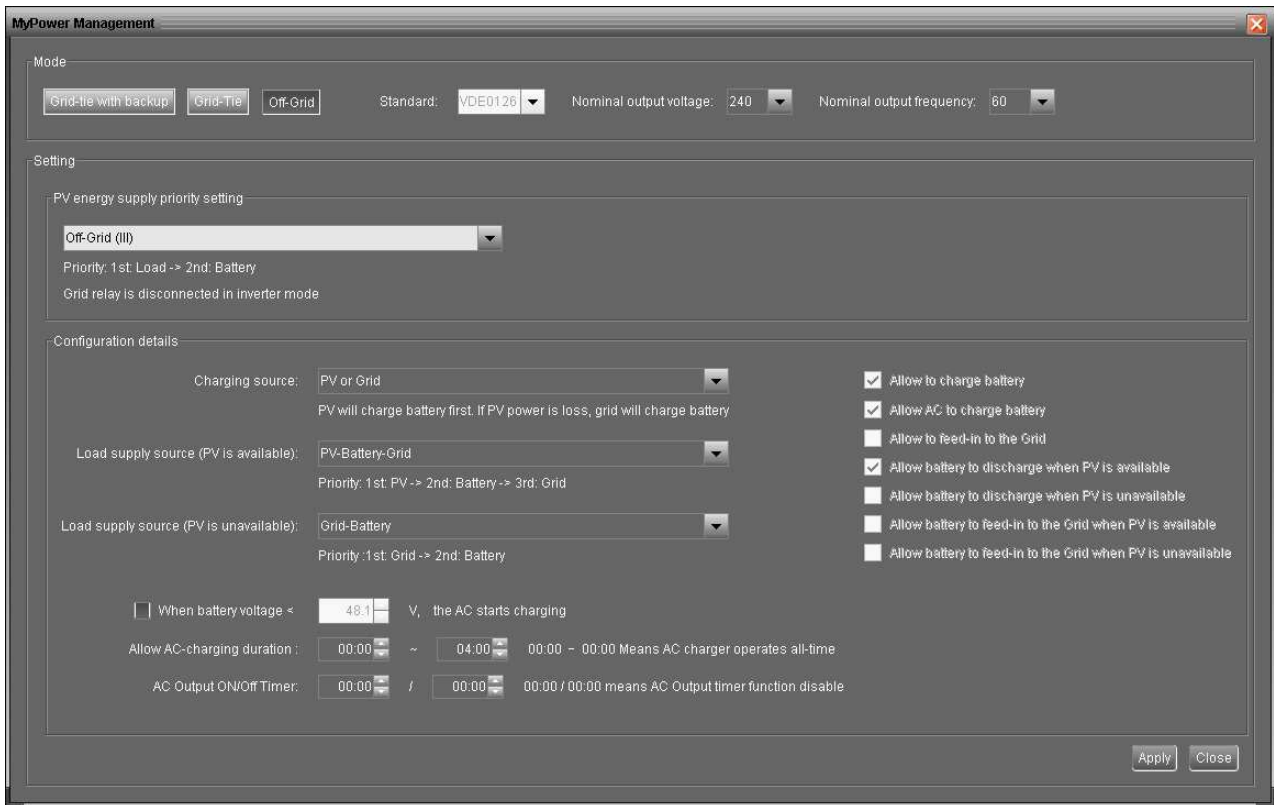 MyPower Management
Mode
Grid-tie with backup Grid-Tie Off-Grid Standard: VDE0126 Nominal output voltage: 240 Nominal output frequency: 60
Setting
PV energy supply priority setting
Off-Grid (III)
Priority: 1st: Load -> 2nd: Battery
Grid relay is disconnected in inverter mode
Configuration details
Charging source: PV or Grid
PV will charge battery first. If PV power is loss, grid will charge battery
Load supply source (PV is available): PV-Battery-Grid
Priority: 1st: PV -> 2nd: Battery -> 3rd: Grid
Load supply source (PV is unavailable): Grid-Battery
Priority :1st: Grid -> 2nd: Battery
Allow to charge battery
Allow AC to charge battery
Allow to feed-in to the Grid
Allow battery to discharge when PV is available
Allow battery to discharge when PV is unavailable
Allow battery to feed-in to the Grid when PV is available
Allow battery to feed-in to the Grid when PV is unavailable
When battery voltage < 48.1 V, the AC starts charging
Allow AC-charging duration : 00:00 ~ 04:00 00:00 - 00:00 Means AC charger operates all-time
AC Output ON/Off Timer: 00:00 / 00:00 00:00 / 00:00 means AC Output timer function disable
Apply Close